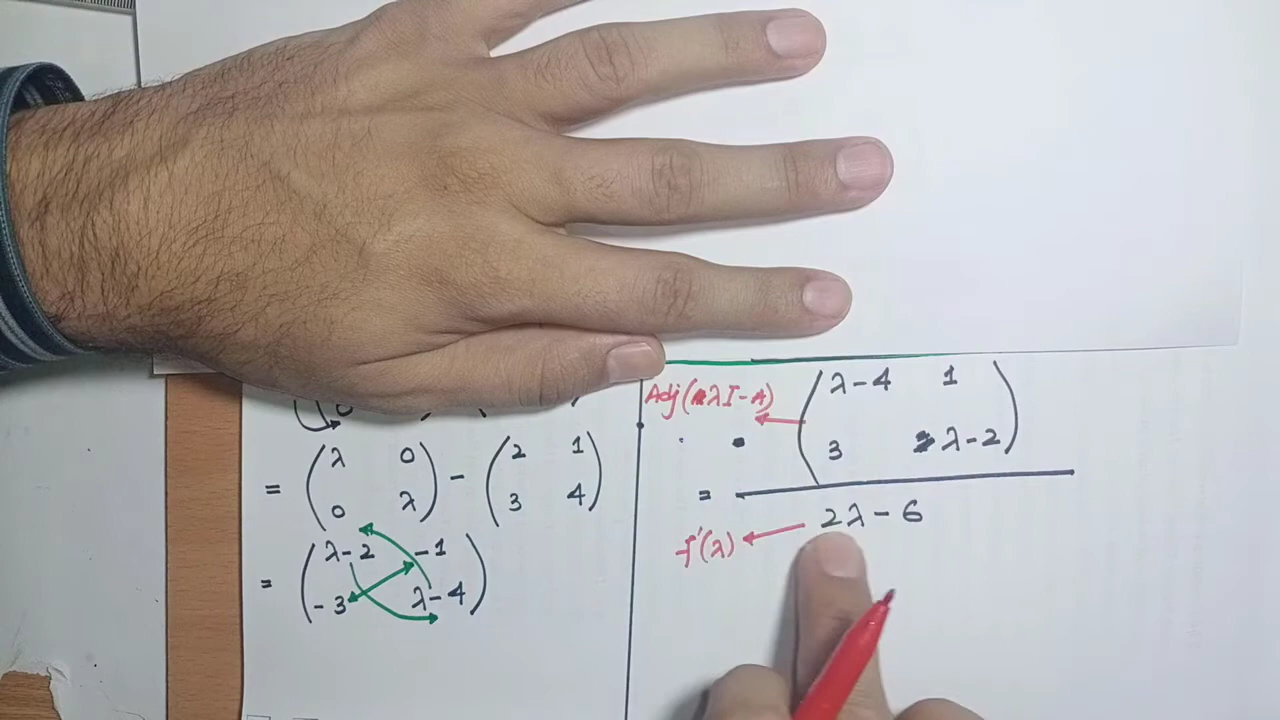 = (λ 0
0 λ) - (2 1
3 4)
= (λ-2 -1
-3 λ-4)
Adj(λI-A)
(λ-4 1
3 λ-2)
=
2λ-6
f'(λ)